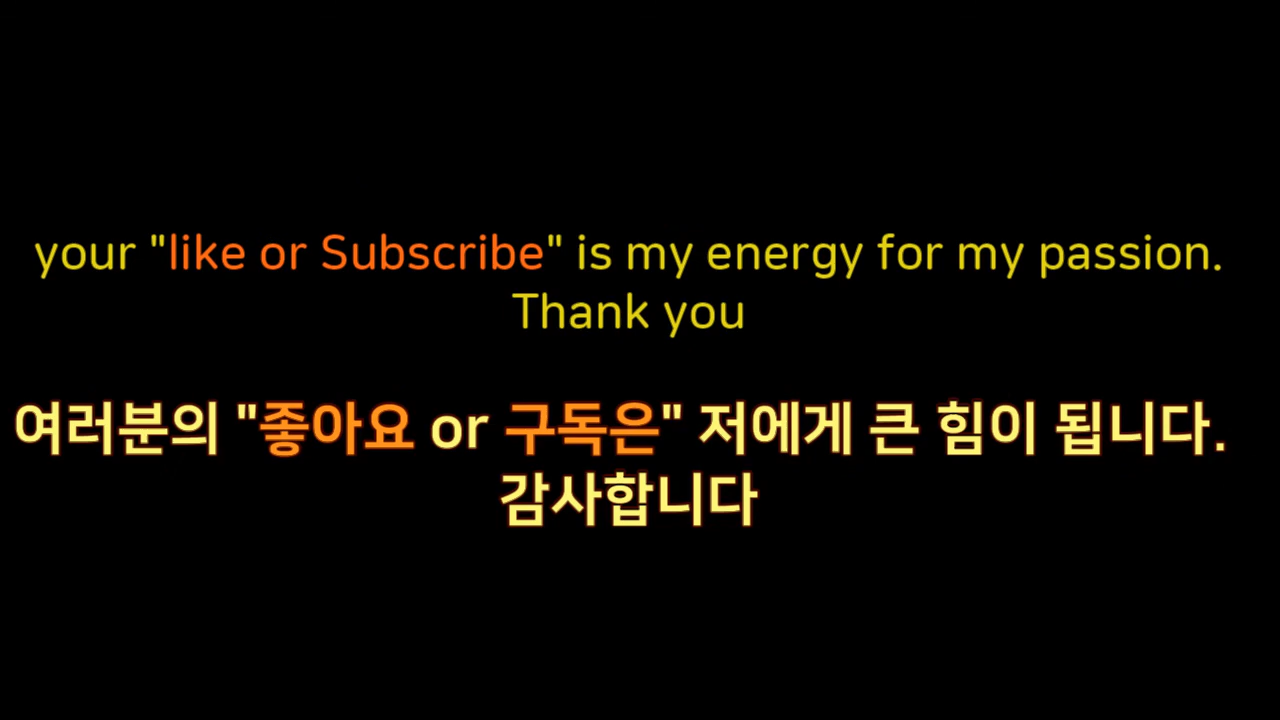 your "like or Subscribe" is my energy for my passion.
Thank you
여러분의 "좋아요 or 구독은" 저에게 큰 힘이 됩니다.
감사합니다